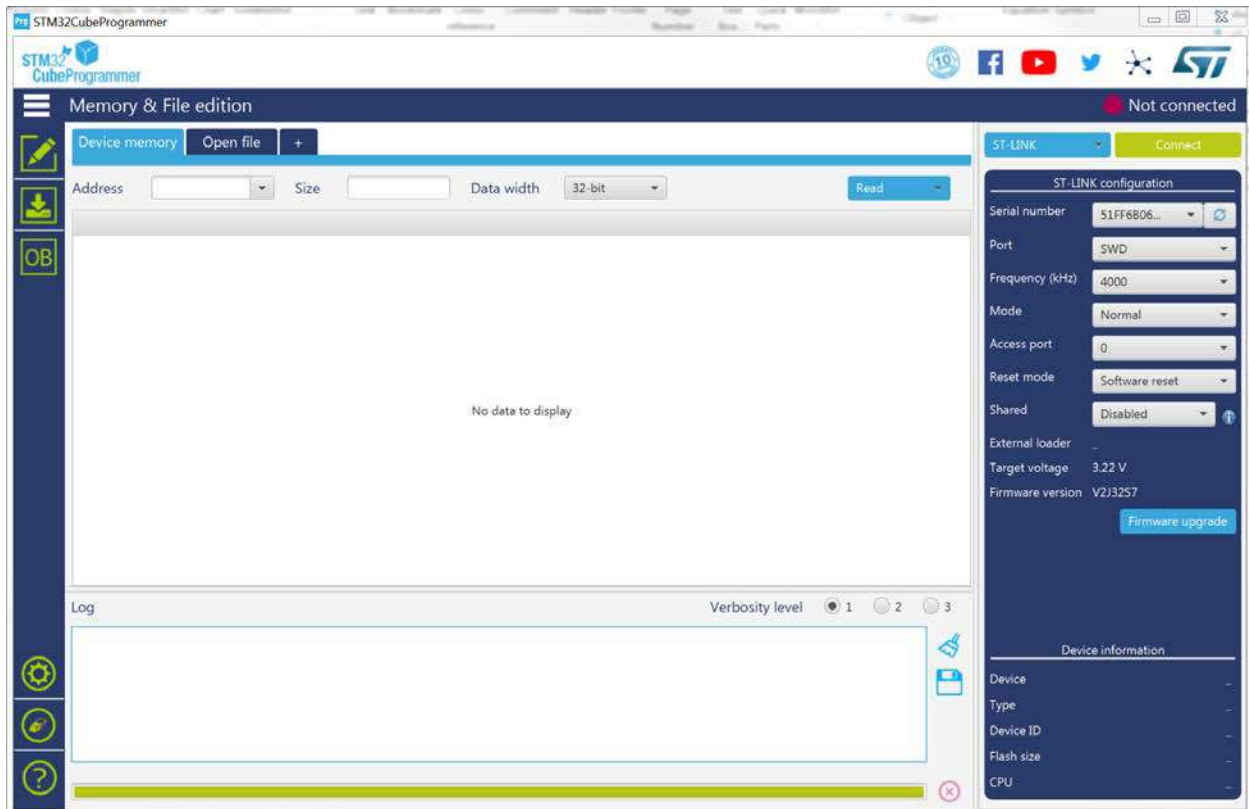 Pro STM32CubeProgrammer
STM32
CubeProgrammer
10
ST
Memory & File edition
Not connected
Device memory Open file +
ST-LINK Connect
Address Size Data width 32-bit Read
ST-LINK configuration
Serial number 51FF6B06...
Port SWD
OB
Frequency (kHz) 4000
Mode Normal
Access port 0
Reset mode Software reset
No data to display
Shared Disabled
External loader _
Target voltage 3.22 V
Firmware version V2J32S7
Firmware upgrade
Log Verbosity level 1 2 3
Device information
Device _
Type _
Device ID _
Flash size _
CPU _